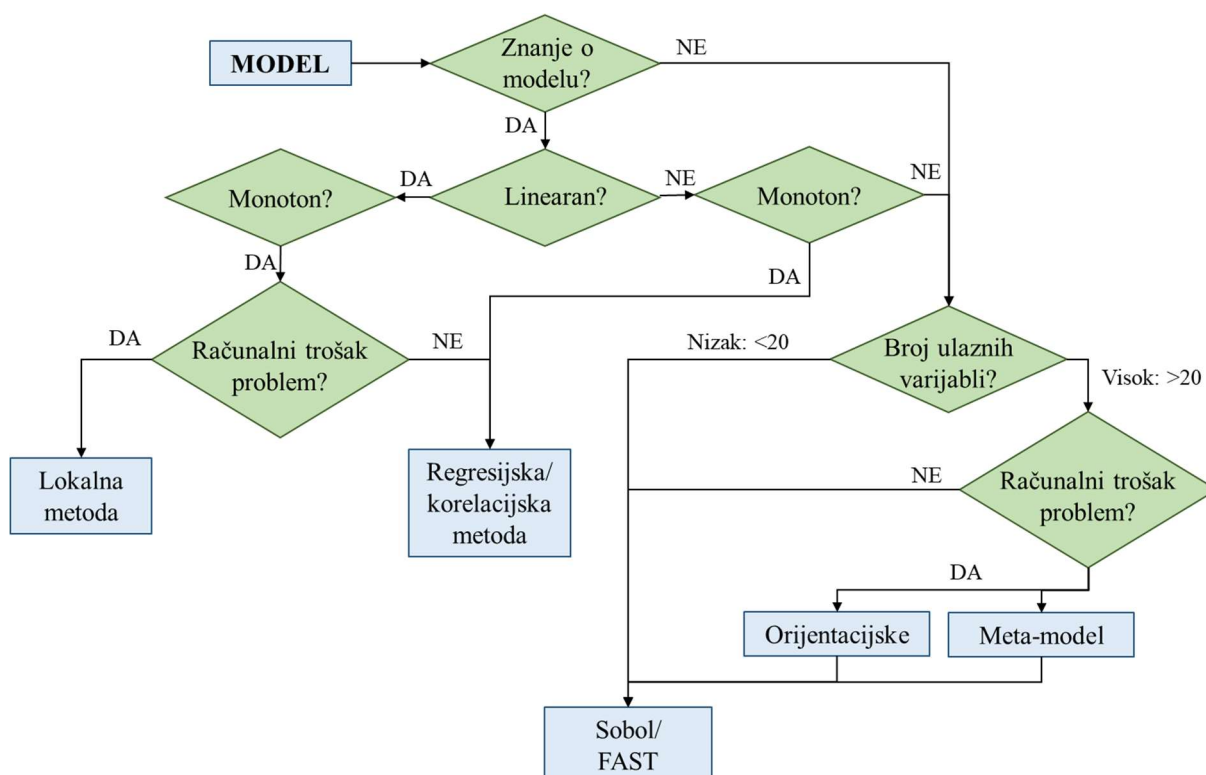 MODEL
Znanje o
modelu?
NE
DA
Monoton?
DA
Linearan?
NE
Monoton?
NE
DA
DA
DA
Računalni trošak
problem?
NE
Nizak: <20
Broj ulaznih
varijabli?
Visok: >20
Lokalna
metoda
Regresijska/
korelacijska
metoda
NE
Računalni trošak
problem?
DA
Orijentacijske
Meta-model
Sobol/
FAST